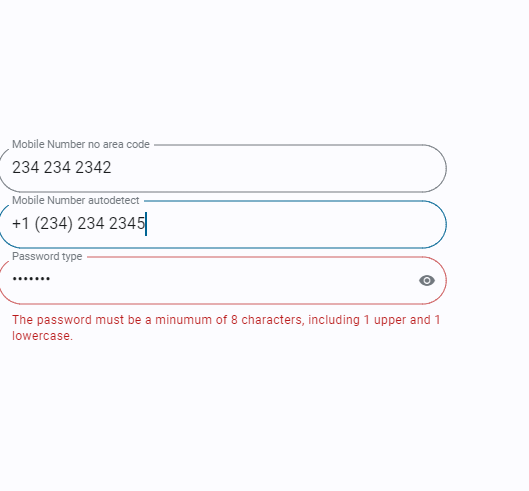 Mobile Number no area code
234 234 2342
Mobile Number autodetect
+1 (234) 234 2345
Password type
•••••••
The password must be a minumum of 8 characters, including 1 upper and 1
lowercase.